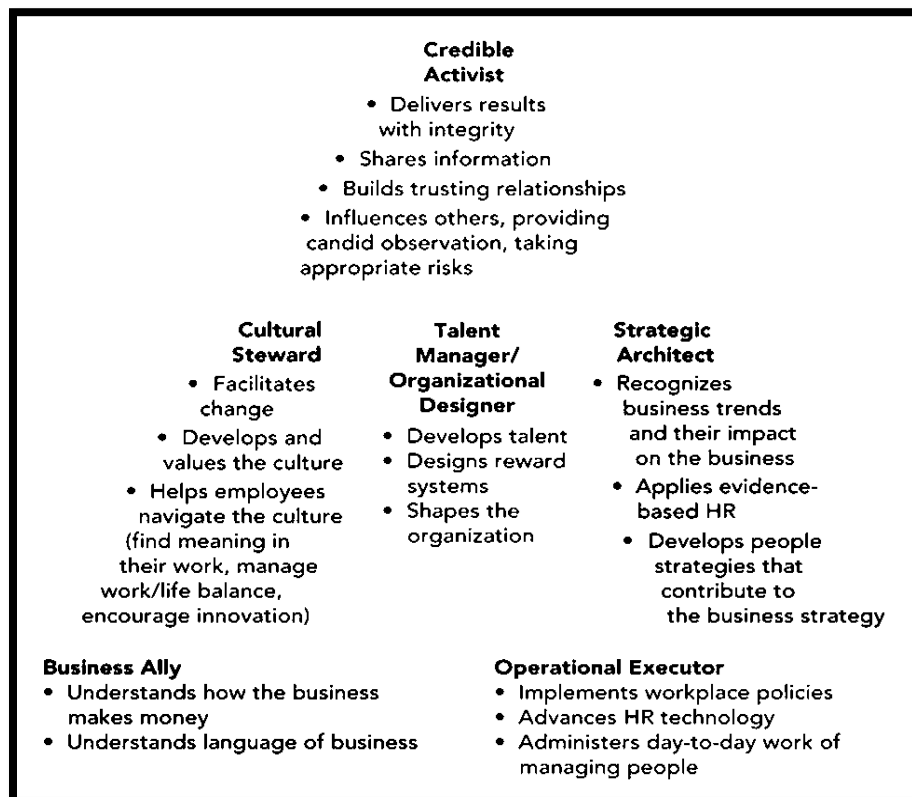 Credible
Activist
• Delivers results
with integrity
• Shares information
• Builds trusting relationships
• Influences others, providing
candid observation, taking
appropriate risks
Cultural
Steward
• Facilitates
change
• Develops and
values the culture
• Helps employees
navigate the culture
(find meaning in
their work, manage
work/life balance,
encourage innovation)
Talent
Manager/
Organizational
Designer
• Develops talent
• Designs reward
systems
• Shapes the
organization
Strategic
Architect
• Recognizes
business trends
and their impact
on the business
• Applies evidence-
based HR
• Develops people
strategies that
contribute to
the business strategy
Business Ally
• Understands how the business
makes money
• Understands language of business
Operational Executor
• Implements workplace policies
• Advances HR technology
• Administers day-to-day work of
managing people